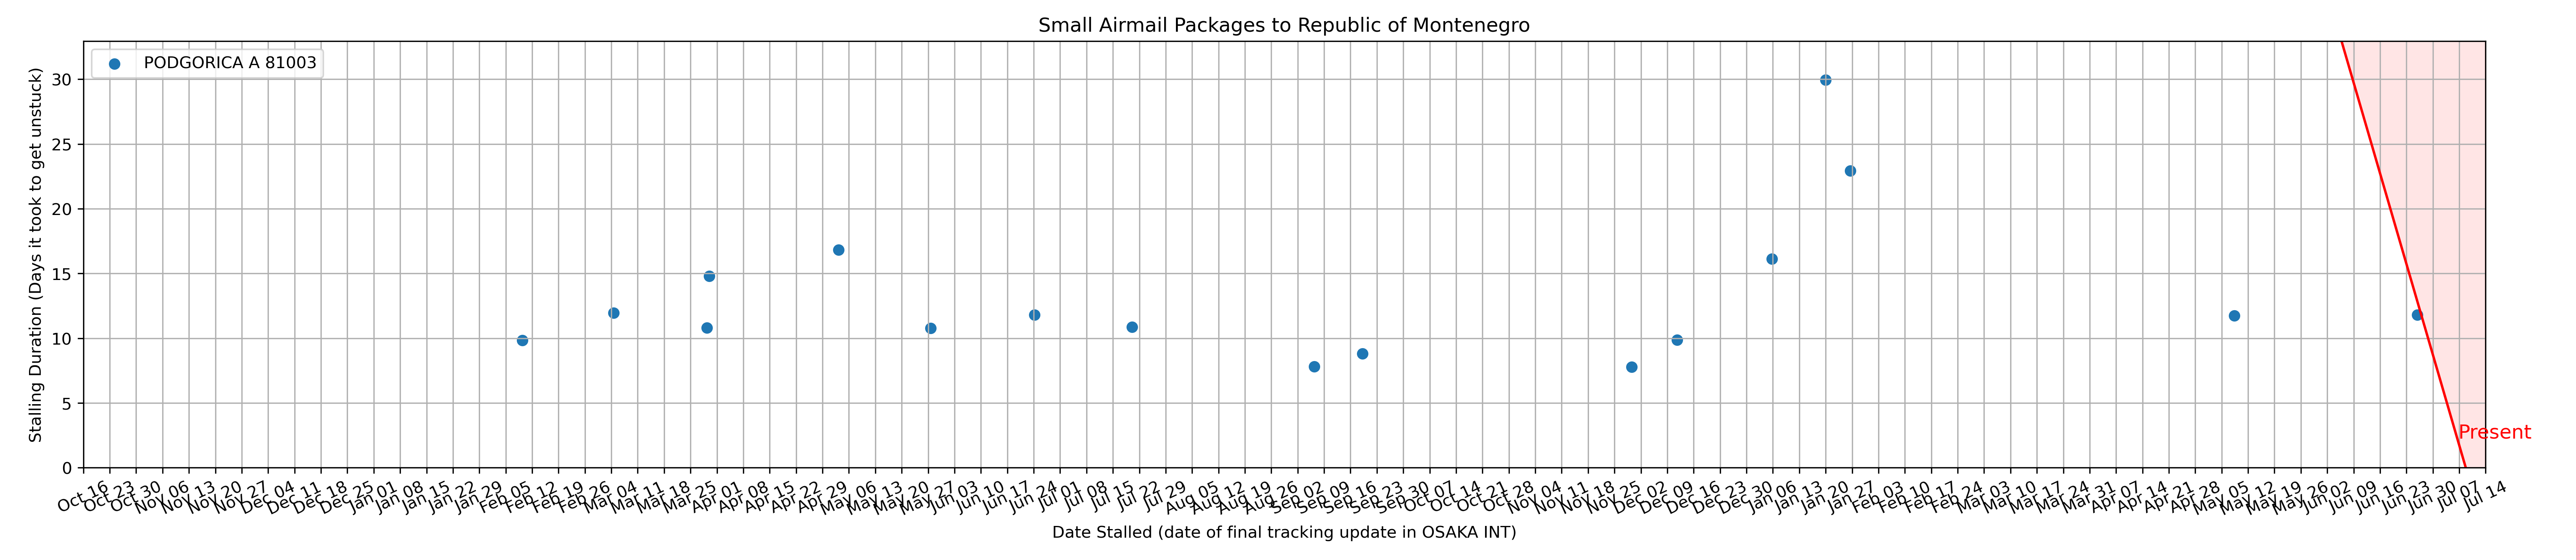 Small Airmail Packages to Republic of Montenegro
PODGORICA A 81003
Stalling Duration (Days it took to get unstuck)
30
25
20
15
10
5
0
Present
Oct 16 Oct 23 Oct 30 Nov 06 Nov 13 Nov 20 Nov 27 Dec 04 Dec 11 Dec 18 Dec 25 Jan 01 Jan 08 Jan 15 Jan 22 Jan 29 Feb 05 Feb 12 Feb 19 Feb 26 Mar 04 Mar 11 Mar 18 Mar 25 Apr 01 Apr 08 Apr 15 Apr 22 Apr 29 May 06 May 13 May 20 May 27 Jun 03 Jun 10 Jun 17 Jun 24 Jul 01 Jul 08 Jul 15 Jul 22 Jul 29 Aug 05 Aug 12 Aug 19 Aug 26 Sep 02 Sep 09 Sep 16 Sep 23 Sep 30 Oct 07 Oct 14 Oct 21 Oct 28 Nov 04 Nov 11 Nov 18 Nov 25 Dec 02 Dec 09 Dec 16 Dec 23 Dec 30 Jan 06 Jan 13 Jan 20 Jan 27 Feb 03 Feb 10 Feb 17 Feb 24 Mar 03 Mar 10 Mar 17 Mar 24 Mar 31 Apr 07 Apr 14 Apr 21 Apr 28 May 05 May 12 May 19 May 26 Jun 02 Jun 09 Jun 16 Jun 23 Jun 30 Jul 07 Jul 14
Date Stalled (date of final tracking update in OSAKA INT)